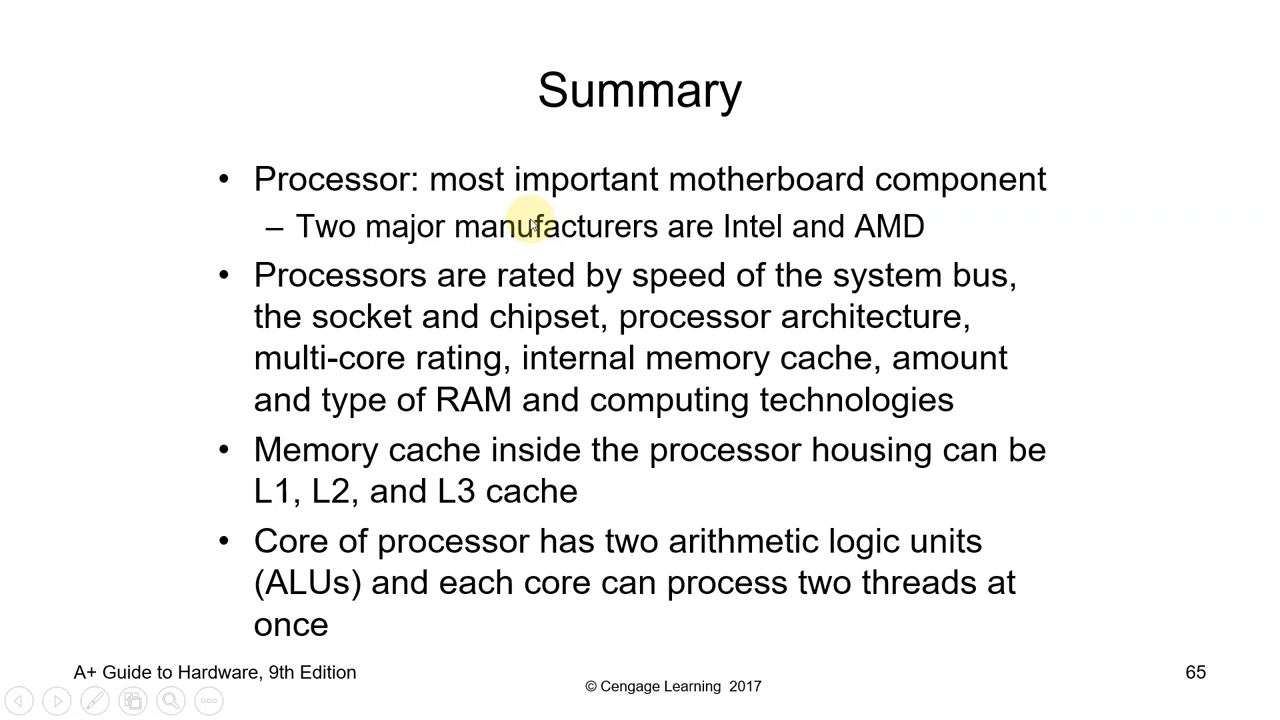 Summary
• Processor: most important motherboard component
– Two major manufacturers are Intel and AMD
• Processors are rated by speed of the system bus,
the socket and chipset, processor architecture,
multi-core rating, internal memory cache, amount
and type of RAM and computing technologies
• Memory cache inside the processor housing can be
L1, L2, and L3 cache
• Core of processor has two arithmetic logic units
(ALUs) and each core can process two threads at
once
A+ Guide to Hardware, 9th Edition
© Cengage Learning 2017
65